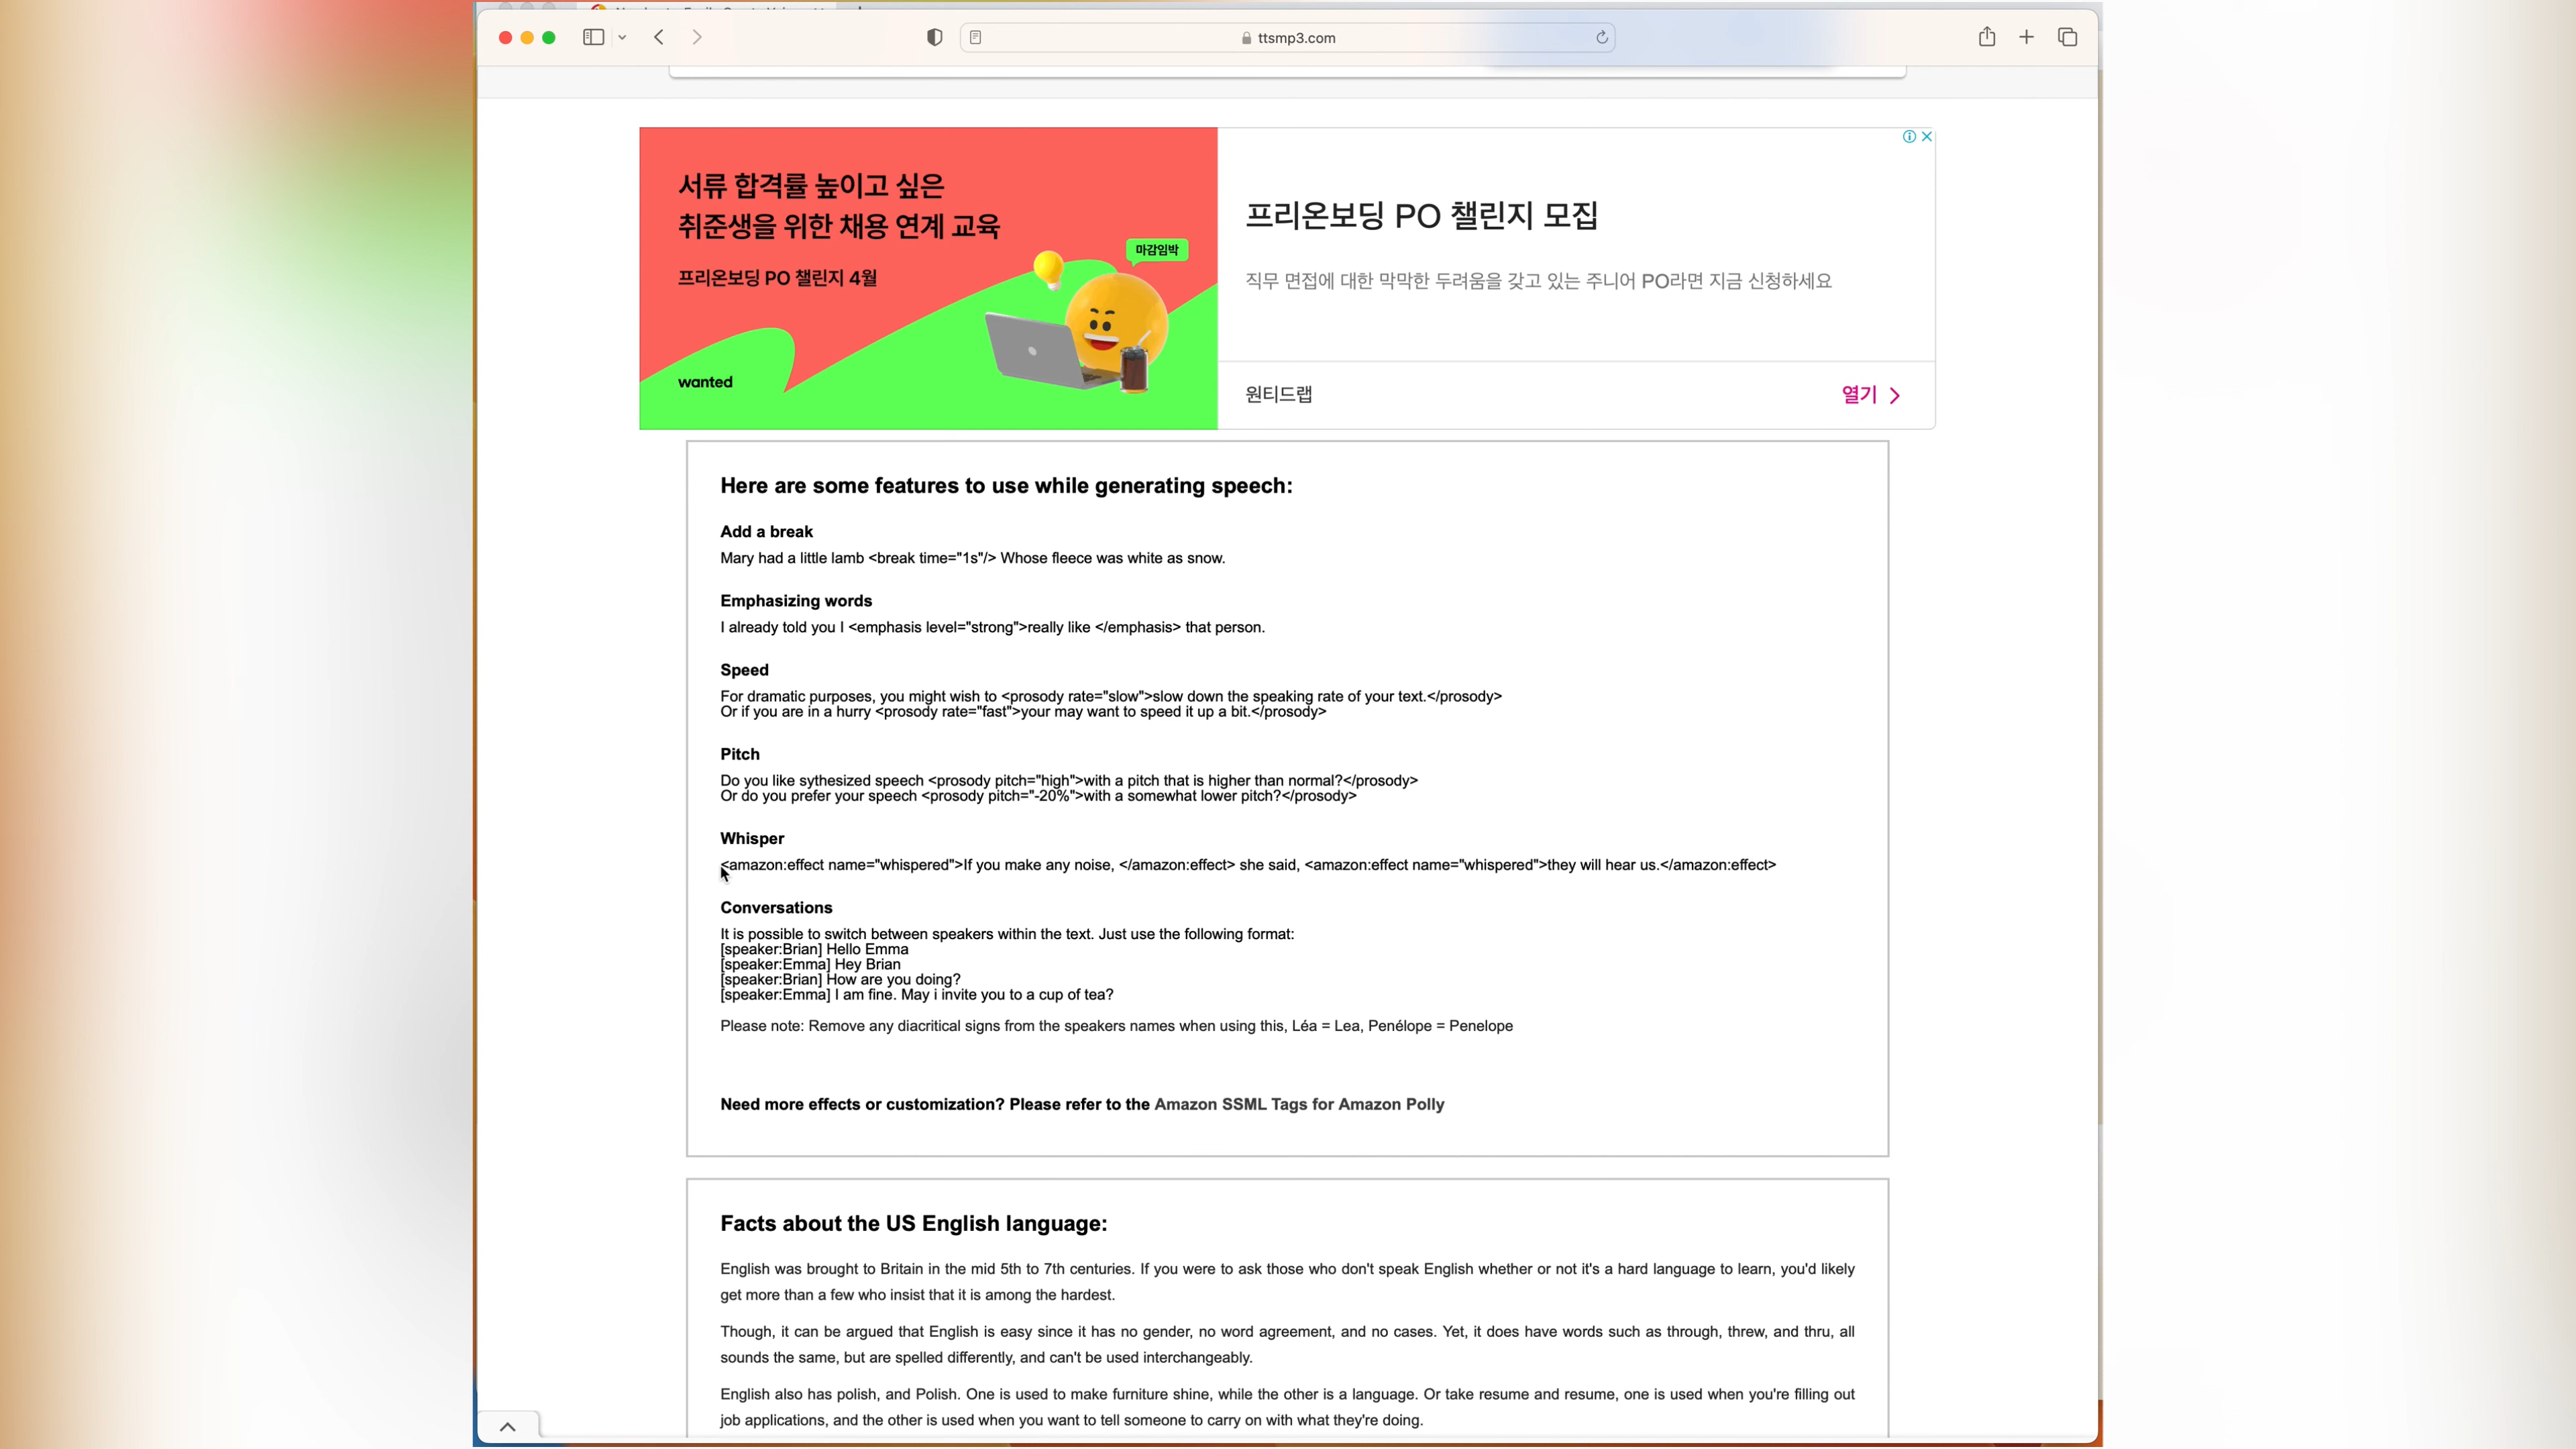 ttsmp3.com
서류 합격률 높이고 싶은
취준생을 위한 채용 연계 교육
프리온보딩 PO 챌린지 4월
마감임박
wanted
프리온보딩 PO 챌린지 모집
직무 면접에 대한 막막한 두려움을 갖고 있는 주니어 PO라면 지금 신청하세요
원티드랩
열기
Here are some features to use while generating speech:
Add a break
Mary had a little lamb <break time="1s"/> Whose fleece was white as snow.
Emphasizing words
I already told you I <emphasis level="strong">really like </emphasis> that person.
Speed
For dramatic purposes, you might wish to <prosody rate="slow">slow down the speaking rate of your text.</prosody>
Or if you are in a hurry <prosody rate="fast">your may want to speed it up a bit.</prosody>
Pitch
Do you like sythesized speech <prosody pitch="high">with a pitch that is higher than normal?</prosody>
Or do you prefer your speech <prosody pitch="-20%">with a somewhat lower pitch?</prosody>
Whisper
<amazon:effect name="whispered">If you make any noise, </amazon:effect> she said, <amazon:effect name="whispered">they will hear us.</amazon:effect>
Conversations
It is possible to switch between speakers within the text. Just use the following format:
[speaker:Brian] Hello Emma
[speaker:Emma] Hey Brian
[speaker:Brian] How are you doing?
[speaker:Emma] I am fine. May i invite you to a cup of tea?
Please note: Remove any diacritical signs from the speakers names when using this, Léa = Lea, Penélope = Penelope
Need more effects or customization? Please refer to the Amazon SSML Tags for Amazon Polly
Facts about the US English language:
English was brought to Britain in the mid 5th to 7th centuries. If you were to ask those who don't speak English whether or not it's a hard language to learn, you'd likely
get more than a few who insist that it is among the hardest.
Though, it can be argued that English is easy since it has no gender, no word agreement, and no cases. Yet, it does have words such as through, threw, and thru, all
sounds the same, but are spelled differently, and can't be used interchangeably.
English also has polish, and Polish. One is used to make furniture shine, while the other is a language. Or take resume and resume, one is used when you're filling out
job applications, and the other is used when you want to tell someone to carry on with what they're doing.